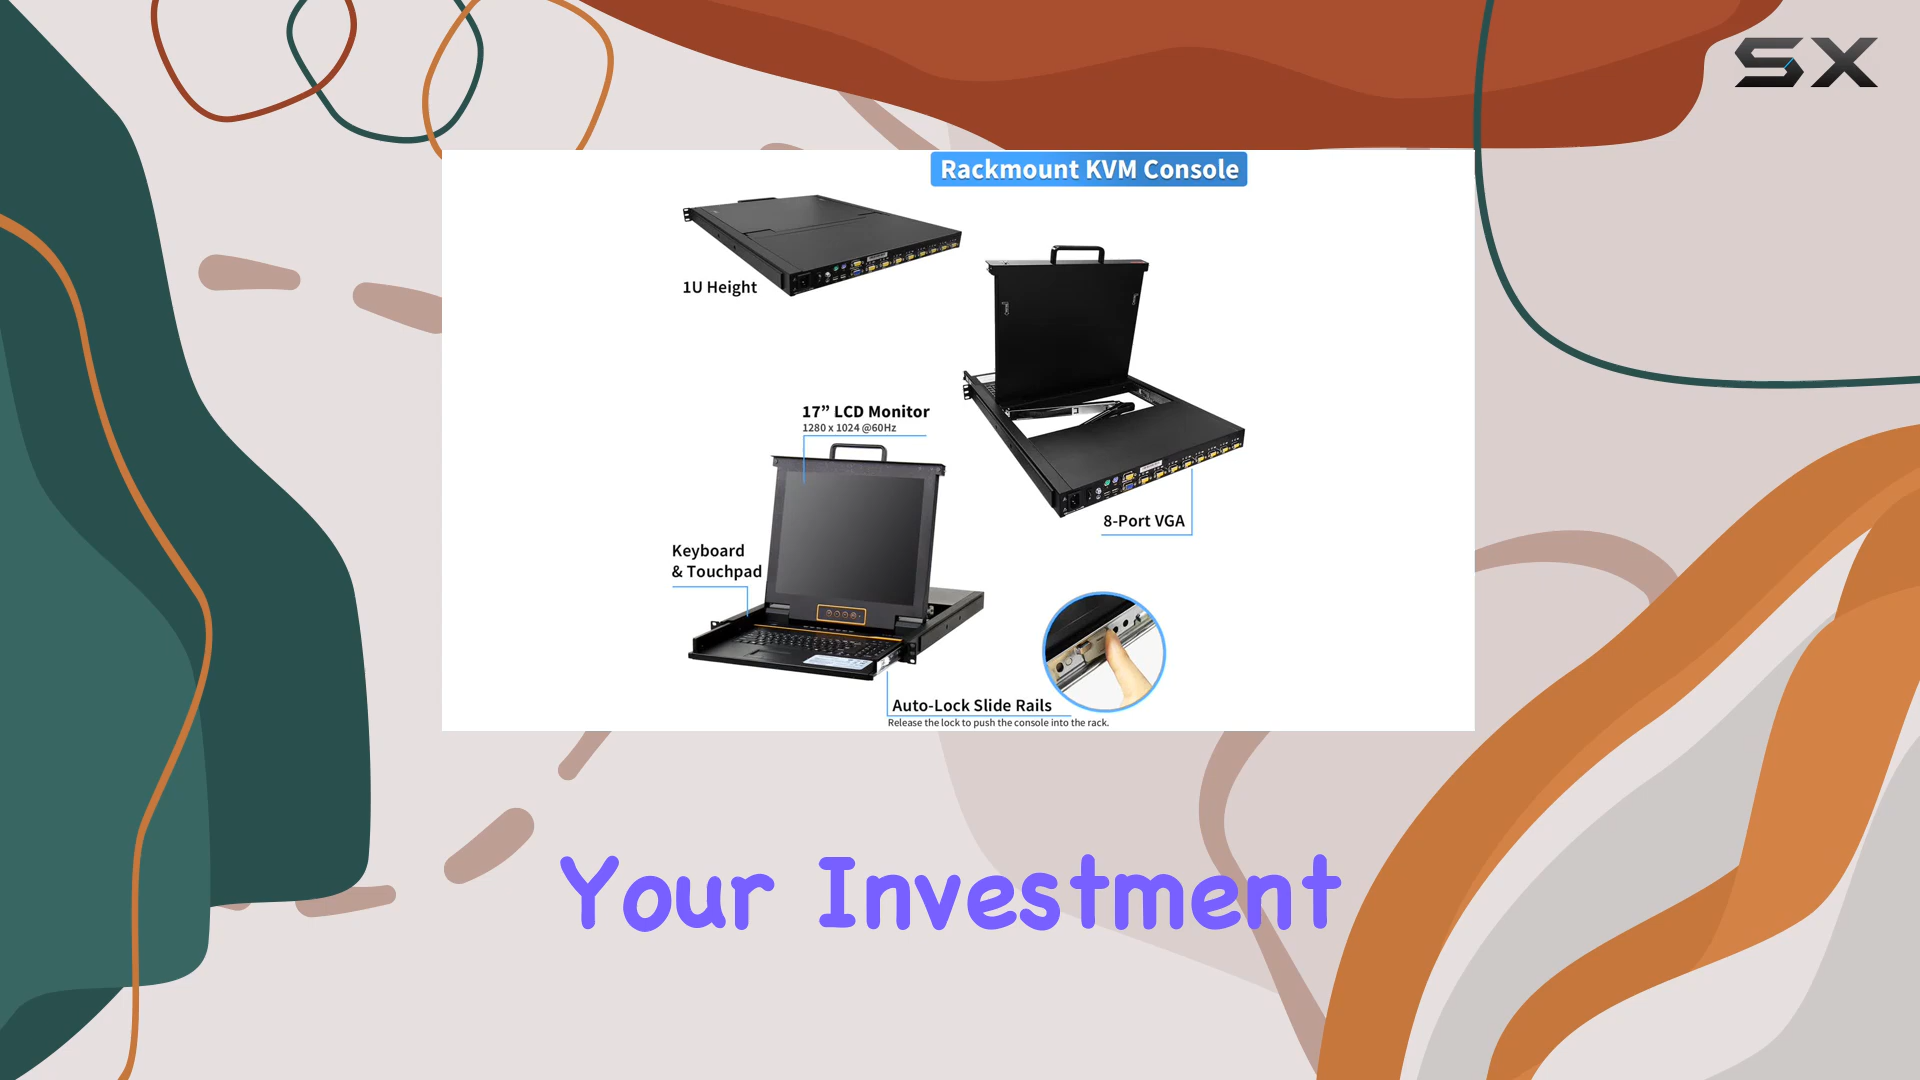 SX
Rackmount KVM Console
1U Height
17” LCD Monitor
1280 x 1024 @60Hz
8-Port VGA
Keyboard
& Touchpad
Auto-Lock Slide Rails
Release the lock to push the console into the rack.
Your Investment